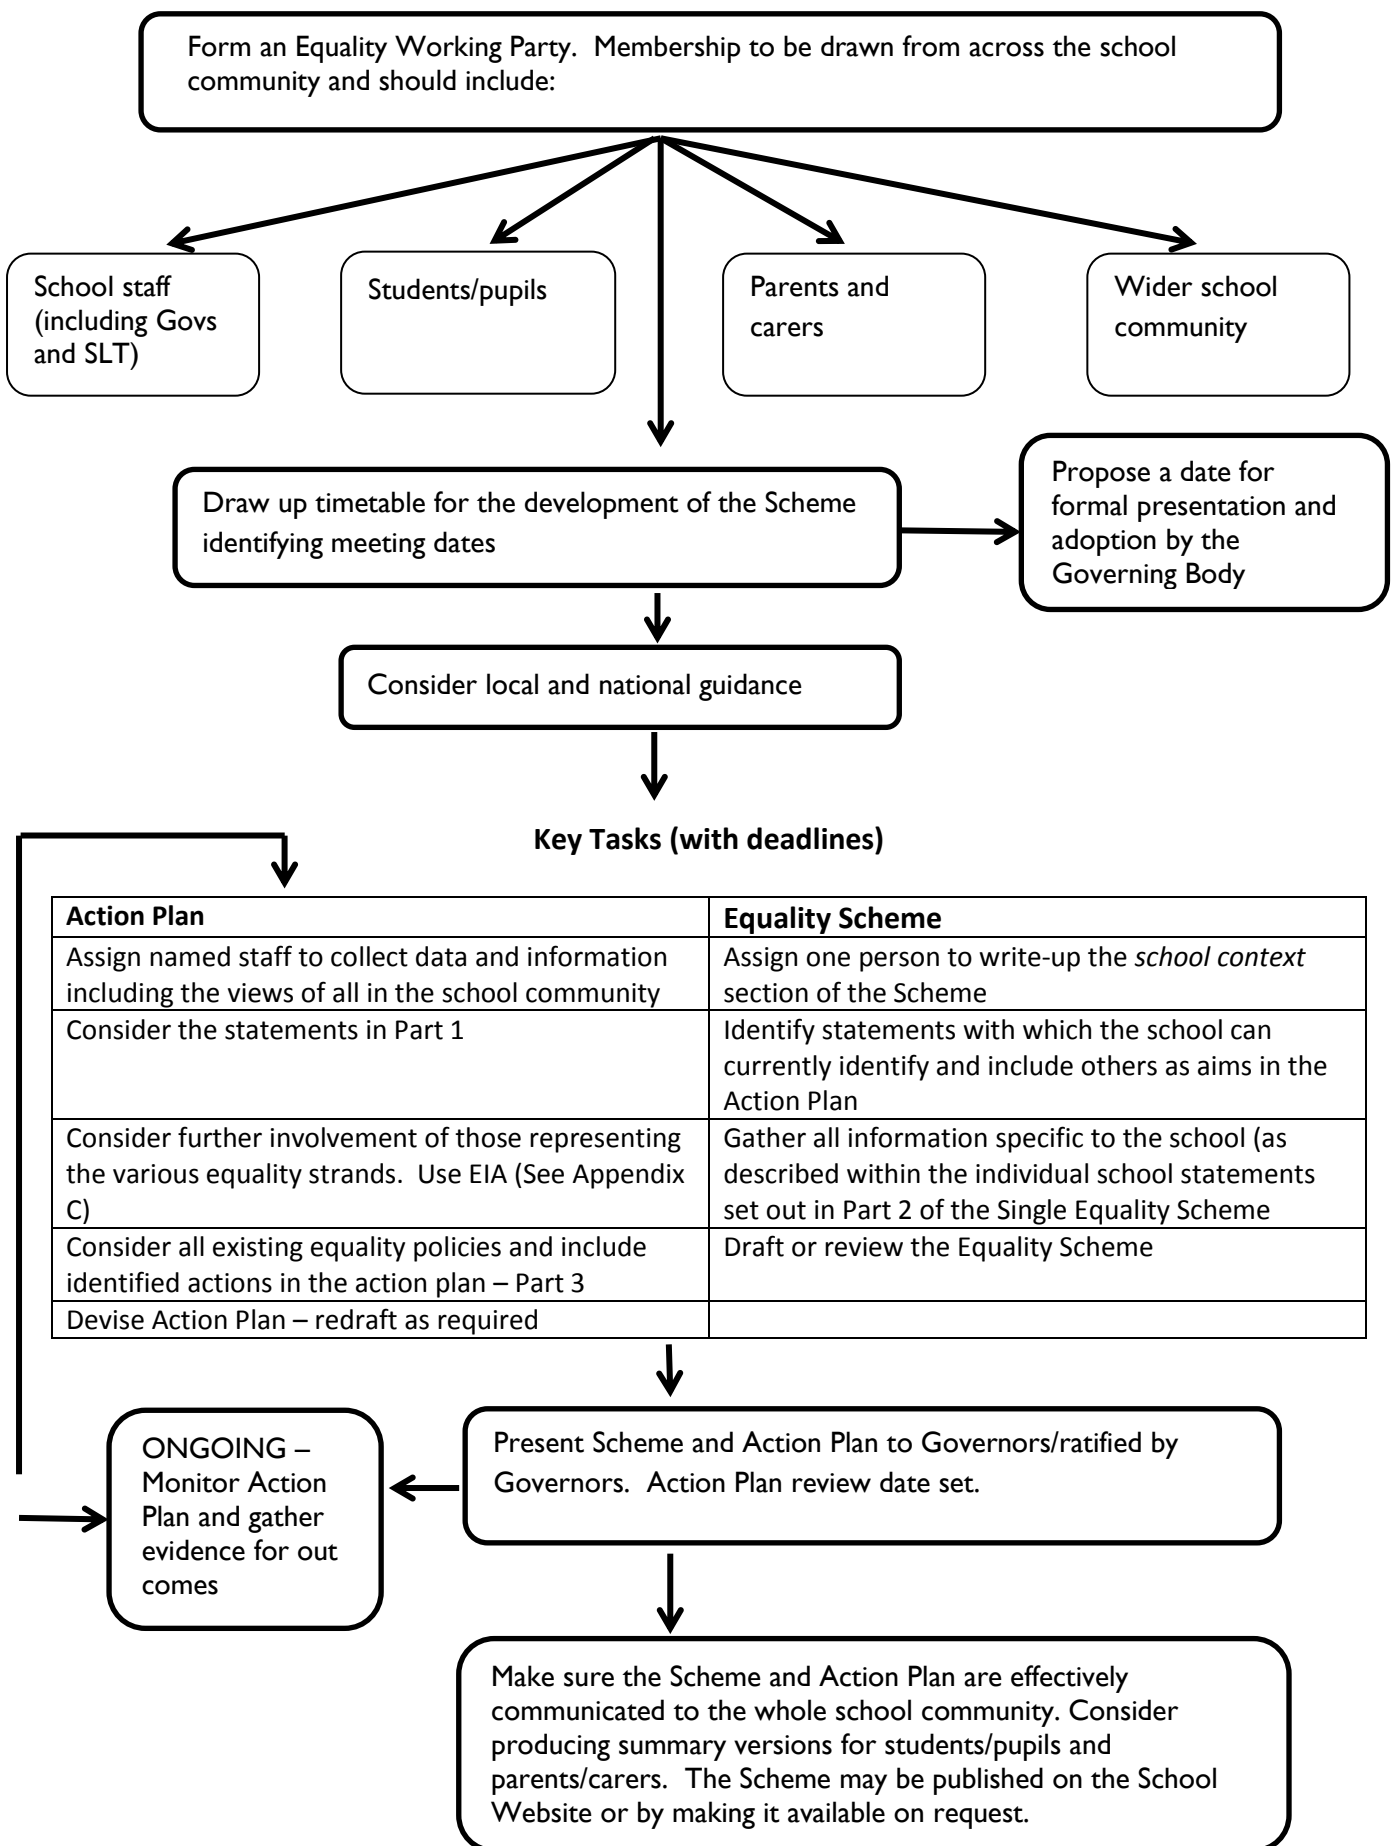 Form an Equality Working Party.  Membership to be drawn from across the school
community and should include:
School staff
(including Govs
and SLT)
Students/pupils
Parents and
carers
Wider school
community
Draw up timetable for the development of the Scheme
identifying meeting dates
Propose a date for
formal presentation and
adoption by the
Governing Body
Consider local and national guidance
Key Tasks (with deadlines)
Action Plan
Equality Scheme
Assign named staff to collect data and information
including the views of all in the school community
Assign one person to write-up the school context
section of the Scheme
Consider the statements in Part 1
Identify statements with which the school can
currently identify and include others as aims in the
Action Plan
Consider further involvement of those representing
the various equality strands.  Use EIA (See Appendix
C)
Gather all information specific to the school (as
described within the individual school statements
set out in Part 2 of the Single Equality Scheme
Consider all existing equality policies and include
identified actions in the action plan – Part 3
Draft or review the Equality Scheme
Devise Action Plan – redraft as required
ONGOING –
Monitor Action
Plan and gather
evidence for out
comes
Present Scheme and Action Plan to Governors/ratified by
Governors.  Action Plan review date set.
Make sure the Scheme and Action Plan are effectively
communicated to the whole school community. Consider
producing summary versions for students/pupils and
parents/carers.  The Scheme may be published on the School
Website or by making it available on request.